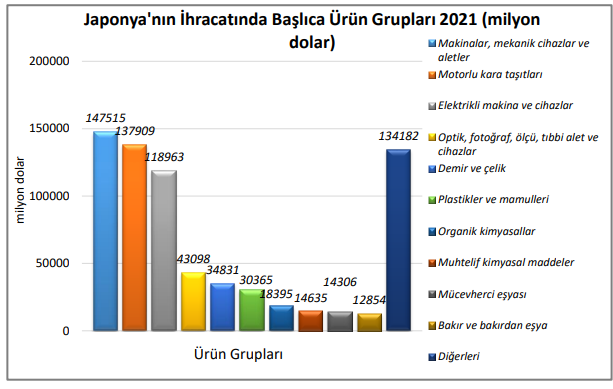 Japonya'nın İhracatında Başlıca Ürün Grupları 2021 (milyon
dolar)
200000
150000
100000
50000
0
milyon dolar
147515
137909
118963
43098
34831
30365
18395
14635
14306
12854
134182
Ürün Grupları
Makinalar, mekanik cihazlar ve
aletler
Motorlu kara taşıtları
Elektrikli makina ve cihazlar
Optik, fotoğraf, ölçü, tıbbi alet ve
cihazlar
Demir ve çelik
Plastikler ve mamulleri
Organik kimyasallar
Muhtelif kimyasal maddeler
Mücevherci eşyası
Bakır ve bakırdan eşya
Diğerleri